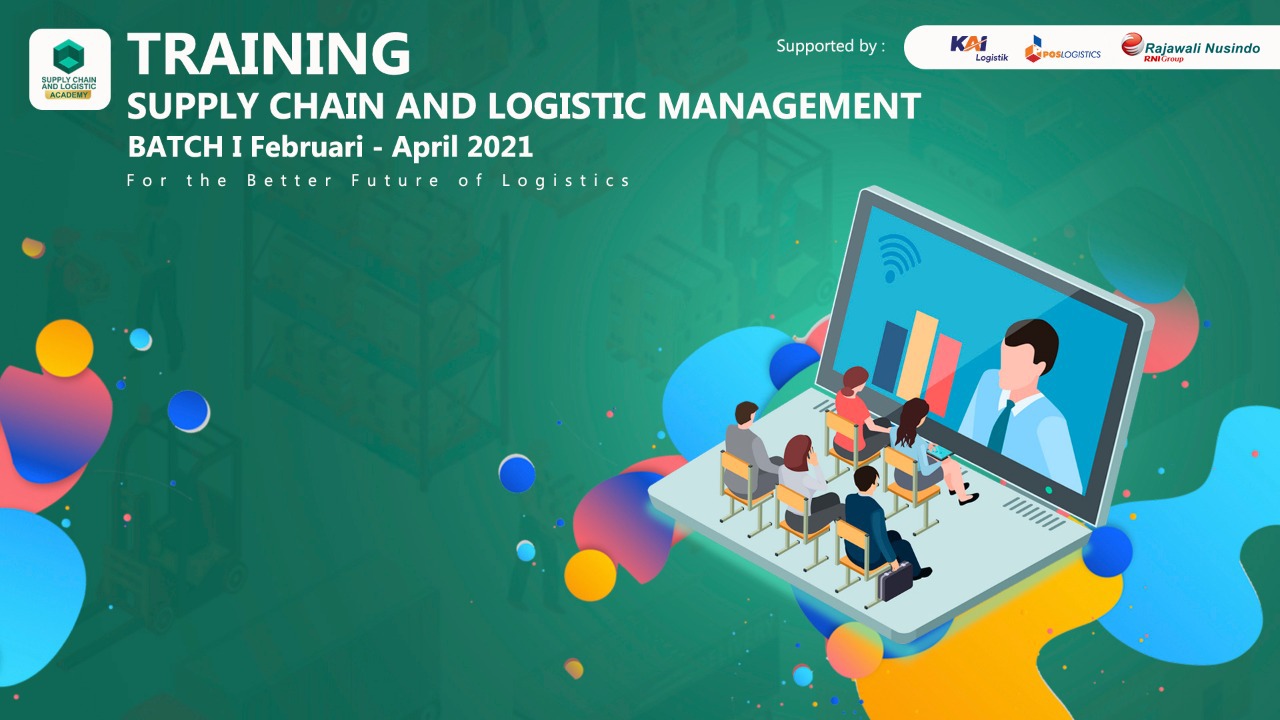 TRAINING
SUPPLY CHAIN AND LOGISTIC MANAGEMENT
BATCH I Februari - April 2021
For the Better Future of Logistics
SUPPLY CHAIN
AND LOGISTIC
ACADEMY
Supported by :
KAI
Logistik
POSLOGISTICS
Rajawali Nusindo
RNI Group